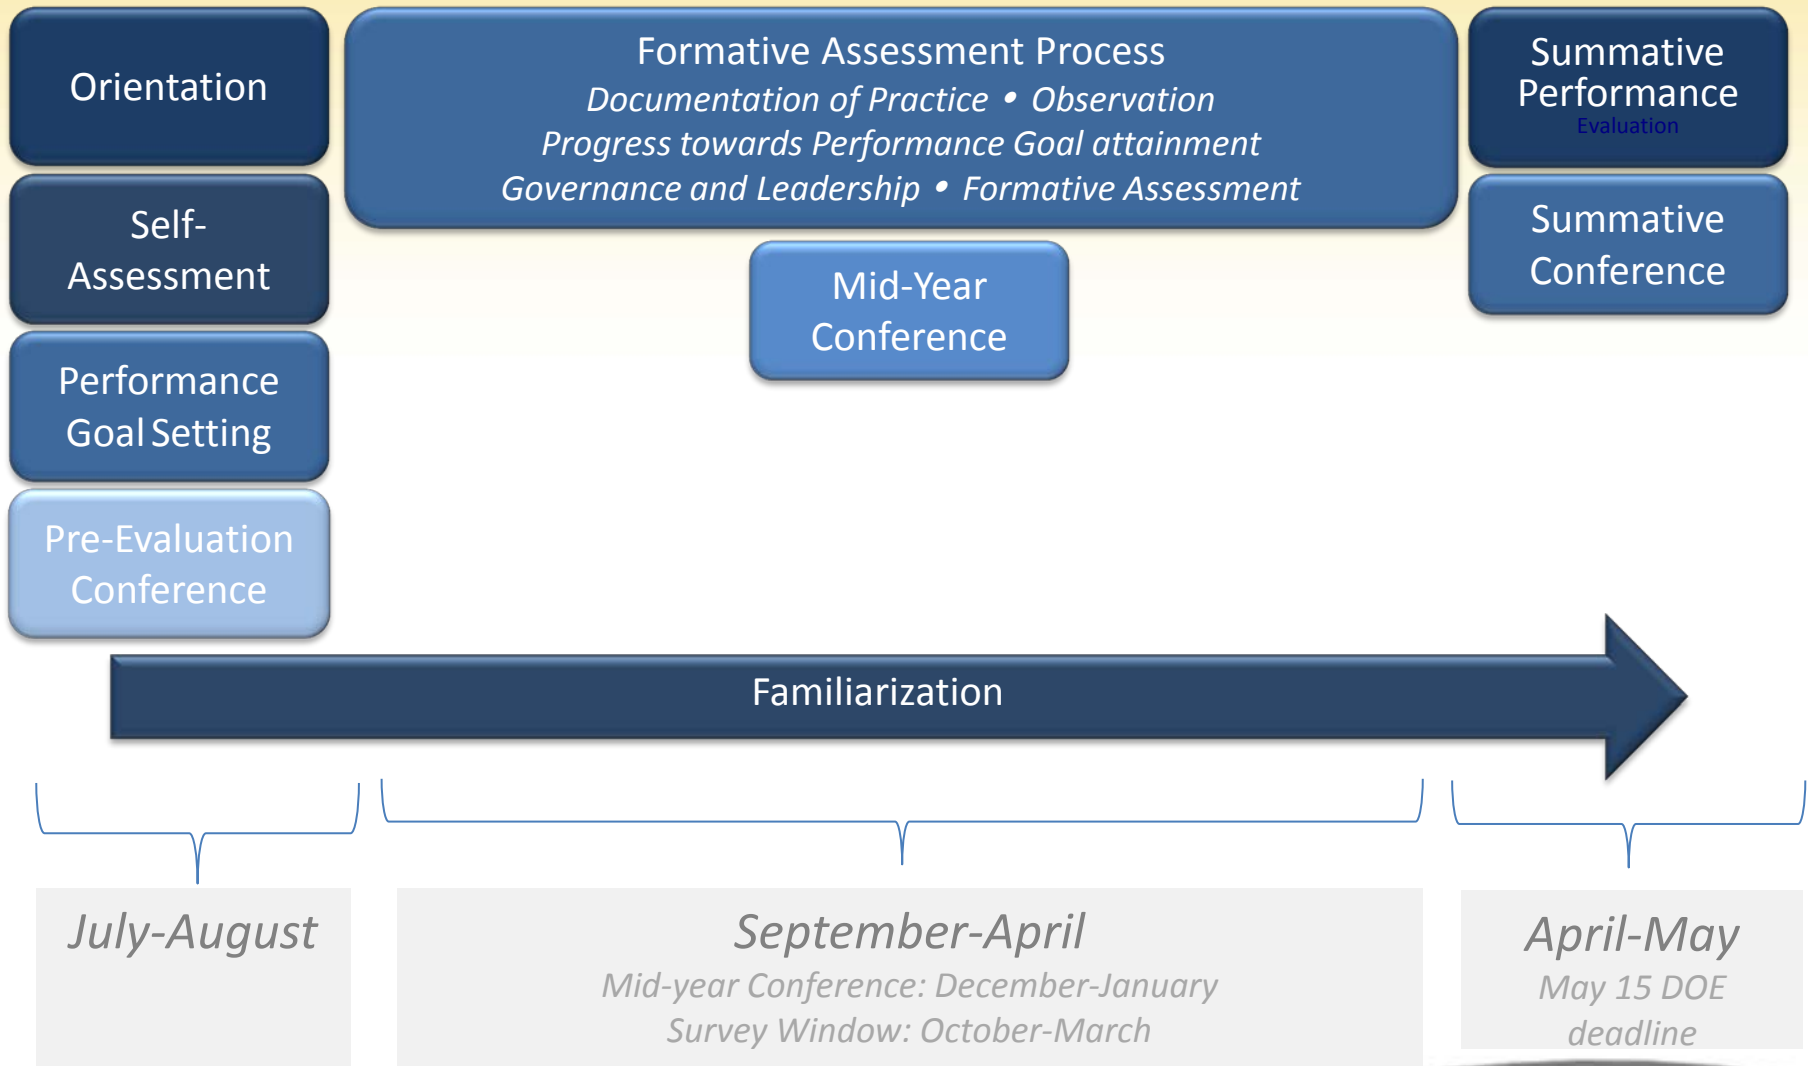 Orientation
Self-
Assessment
Performance
Goal Setting
Pre-Evaluation
Conference
Formative Assessment Process
Documentation of Practice • Observation
Progress towards Performance Goal attainment
Governance and Leadership • Formative Assessment
Mid-Year
Conference
Summative
Performance
Evaluation
Summative
Conference
Familiarization
July-August
September-April
Mid-year Conference: December-January
Survey Window: October-March
April-May
May 15 DOE
deadline